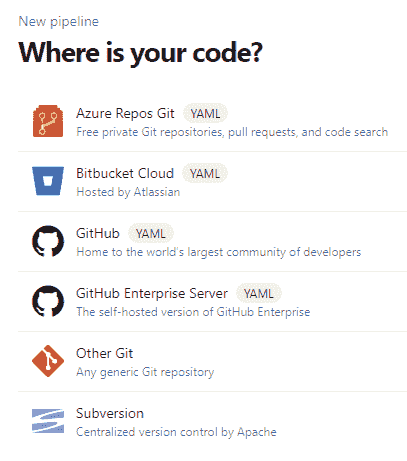 New pipeline
Where is your code?
Azure Repos Git YAML
Free private Git repositories, pull requests, and code search
Bitbucket Cloud YAML
Hosted by Atlassian
GitHub YAML
Home to the world's largest community of developers
GitHub Enterprise Server YAML
The self-hosted version of GitHub Enterprise
Other Git
Any generic Git repository
Subversion
Centralized version control by Apache